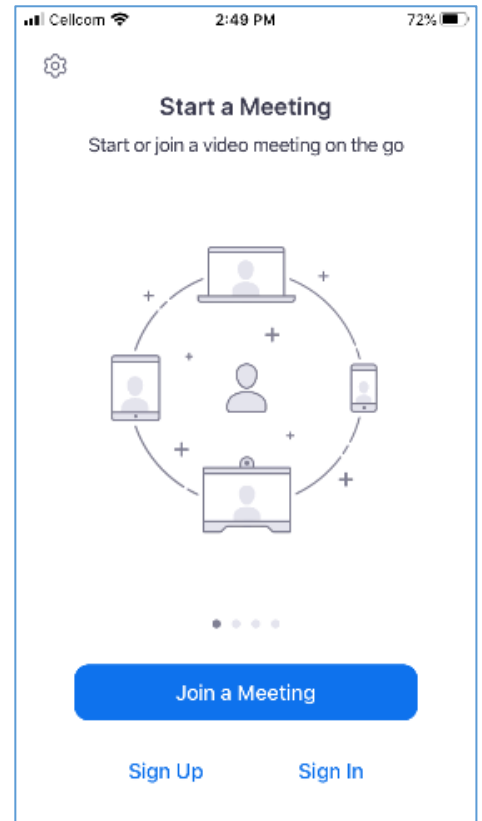 Cellcom 2:49 PM 72%
Start a Meeting
Start or join a video meeting on the go
Join a Meeting
Sign Up Sign In